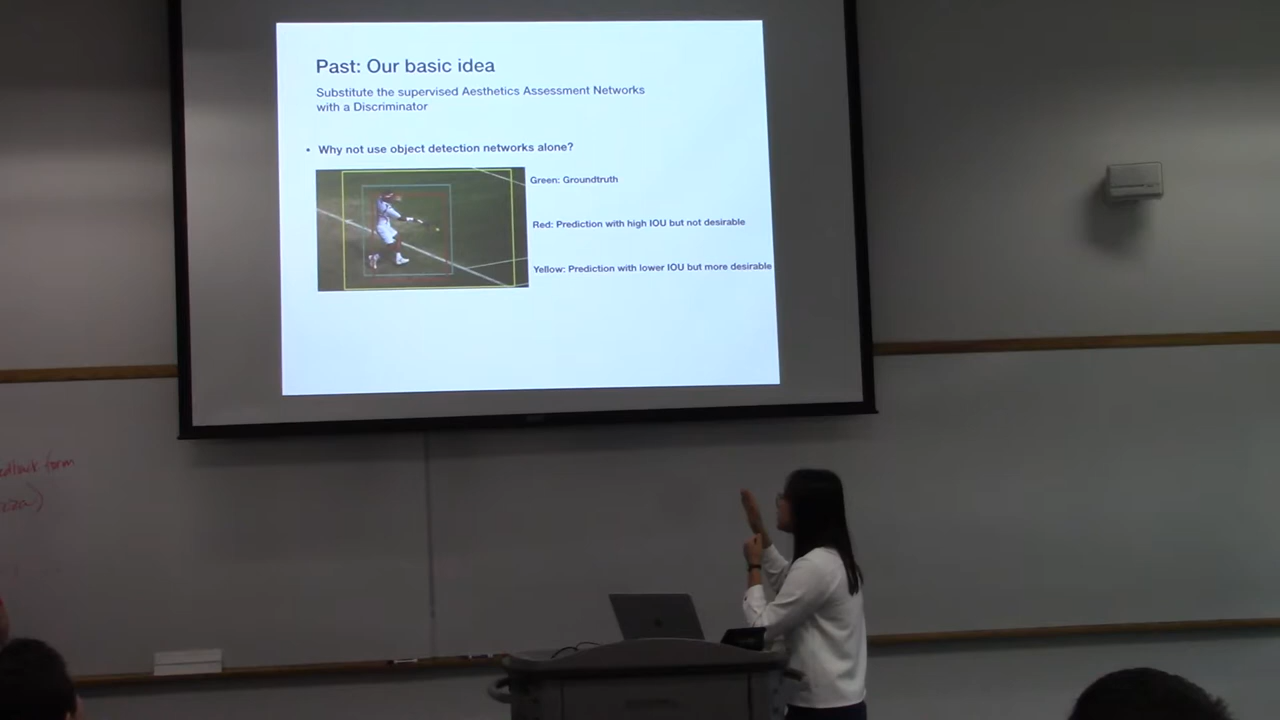 Past: Our basic idea
Substitute the supervised Aesthetics Assessment Networks
with a Discriminator
• Why not use object detection networks alone?
Green: Groundtruth
Red: Prediction with high IOU but not desirable
Yellow: Prediction with lower IOU but more desirable
form